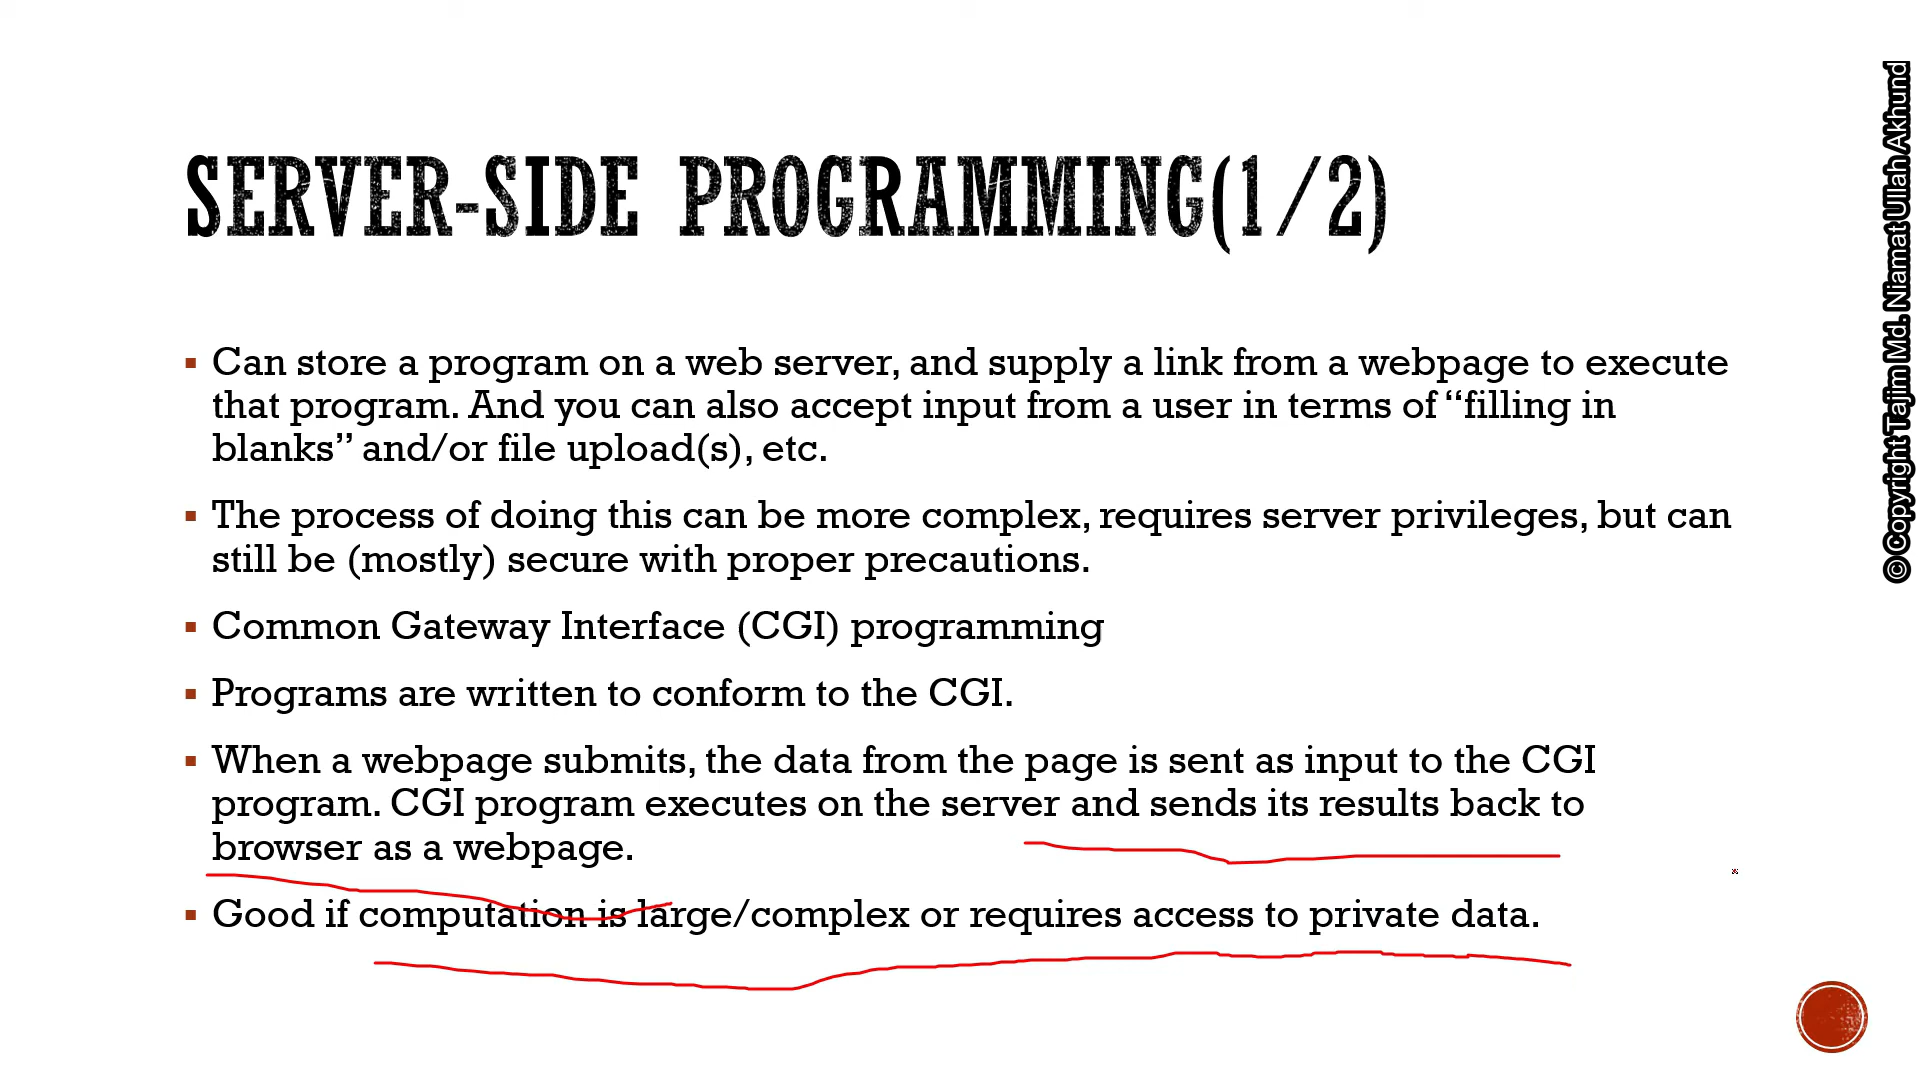 SERVER-SIDE PROGRAMMING(1/2)
▪ Can store a program on a web server, and supply a link from a webpage to execute
that program. And you can also accept input from a user in terms of “filling in
blanks” and/or file upload(s), etc.
▪ The process of doing this can be more complex, requires server privileges, but can
still be (mostly) secure with proper precautions.
▪ Common Gateway Interface (CGI) programming
▪ Programs are written to conform to the CGI.
▪ When a webpage submits, the data from the page is sent as input to the CGI
program. CGI program executes on the server and sends its results back to
browser as a webpage.
▪ Good if computation is large/complex or requires access to private data.
© Copyright Tajim Md. Niamat Ullah Akhund